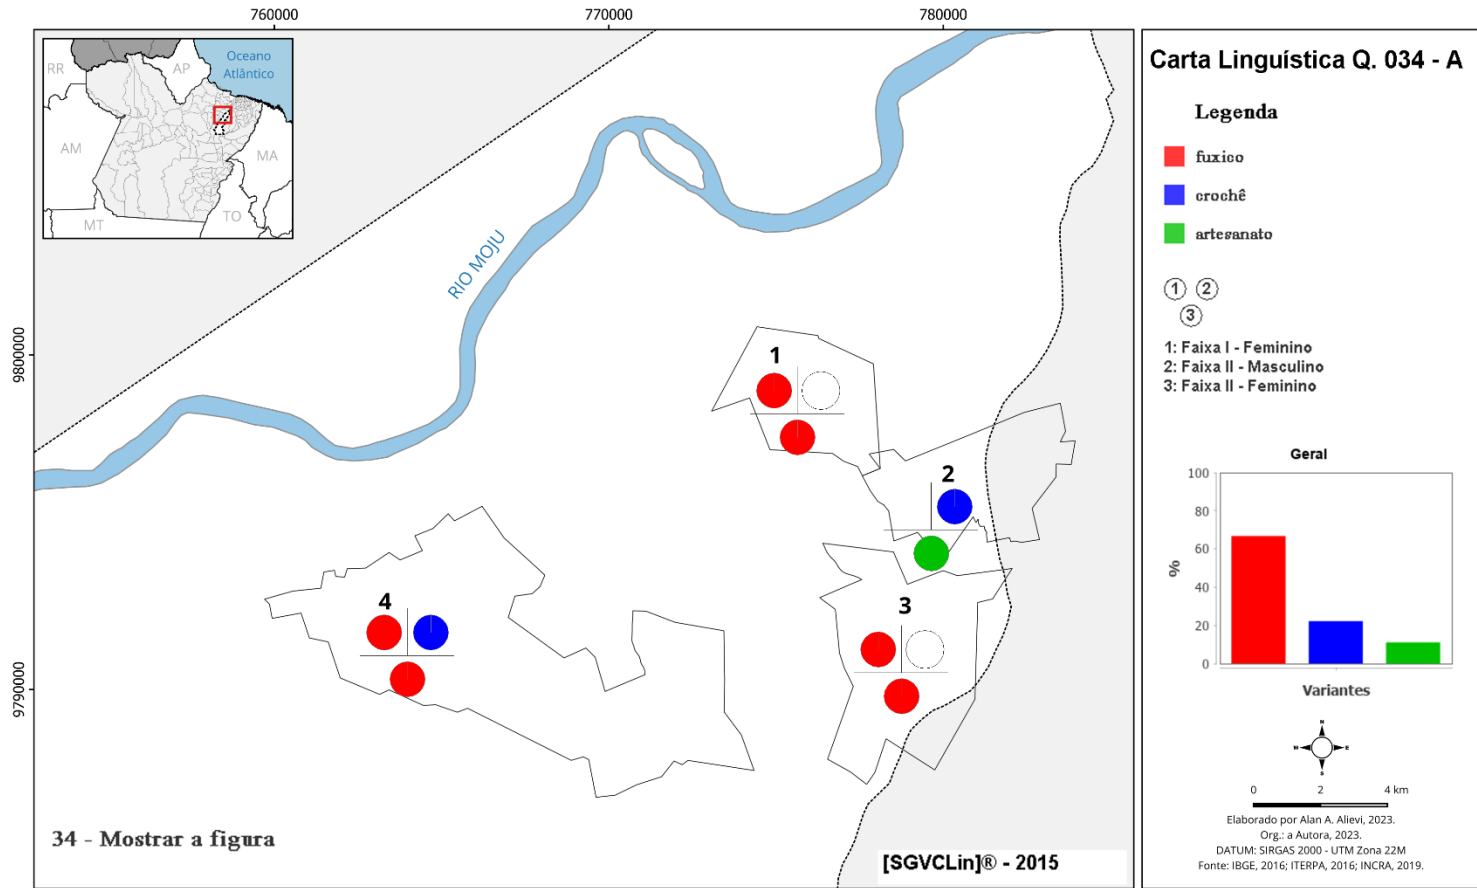 760000
770000
780000
9800000
9790000
Oceano
Atlântico
RR
AP
AM
MA
MT
TO
RIO MOJU
1
2
3
4
34 - Mostrar a figura
[SGVCLin]® - 2015
Carta Linguística Q. 034 - A
Legenda
fuxico
crochê
artesanato
1 2
3
1: Faixa I - Feminino
2: Faixa II - Masculino
3: Faixa II - Feminino
Geral
100
80
60
40
20
0
%
Variantes
N
W E
S
0 2 4 km
Elaborado por Alan A. Alievi, 2023.
Org.: a Autora, 2023.
DATUM: SIRGAS 2000 - UTM Zona 22M
Fonte: IBGE, 2016; ITERPA, 2016; INCRA, 2019.